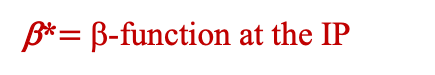 β*= β-function at the IP